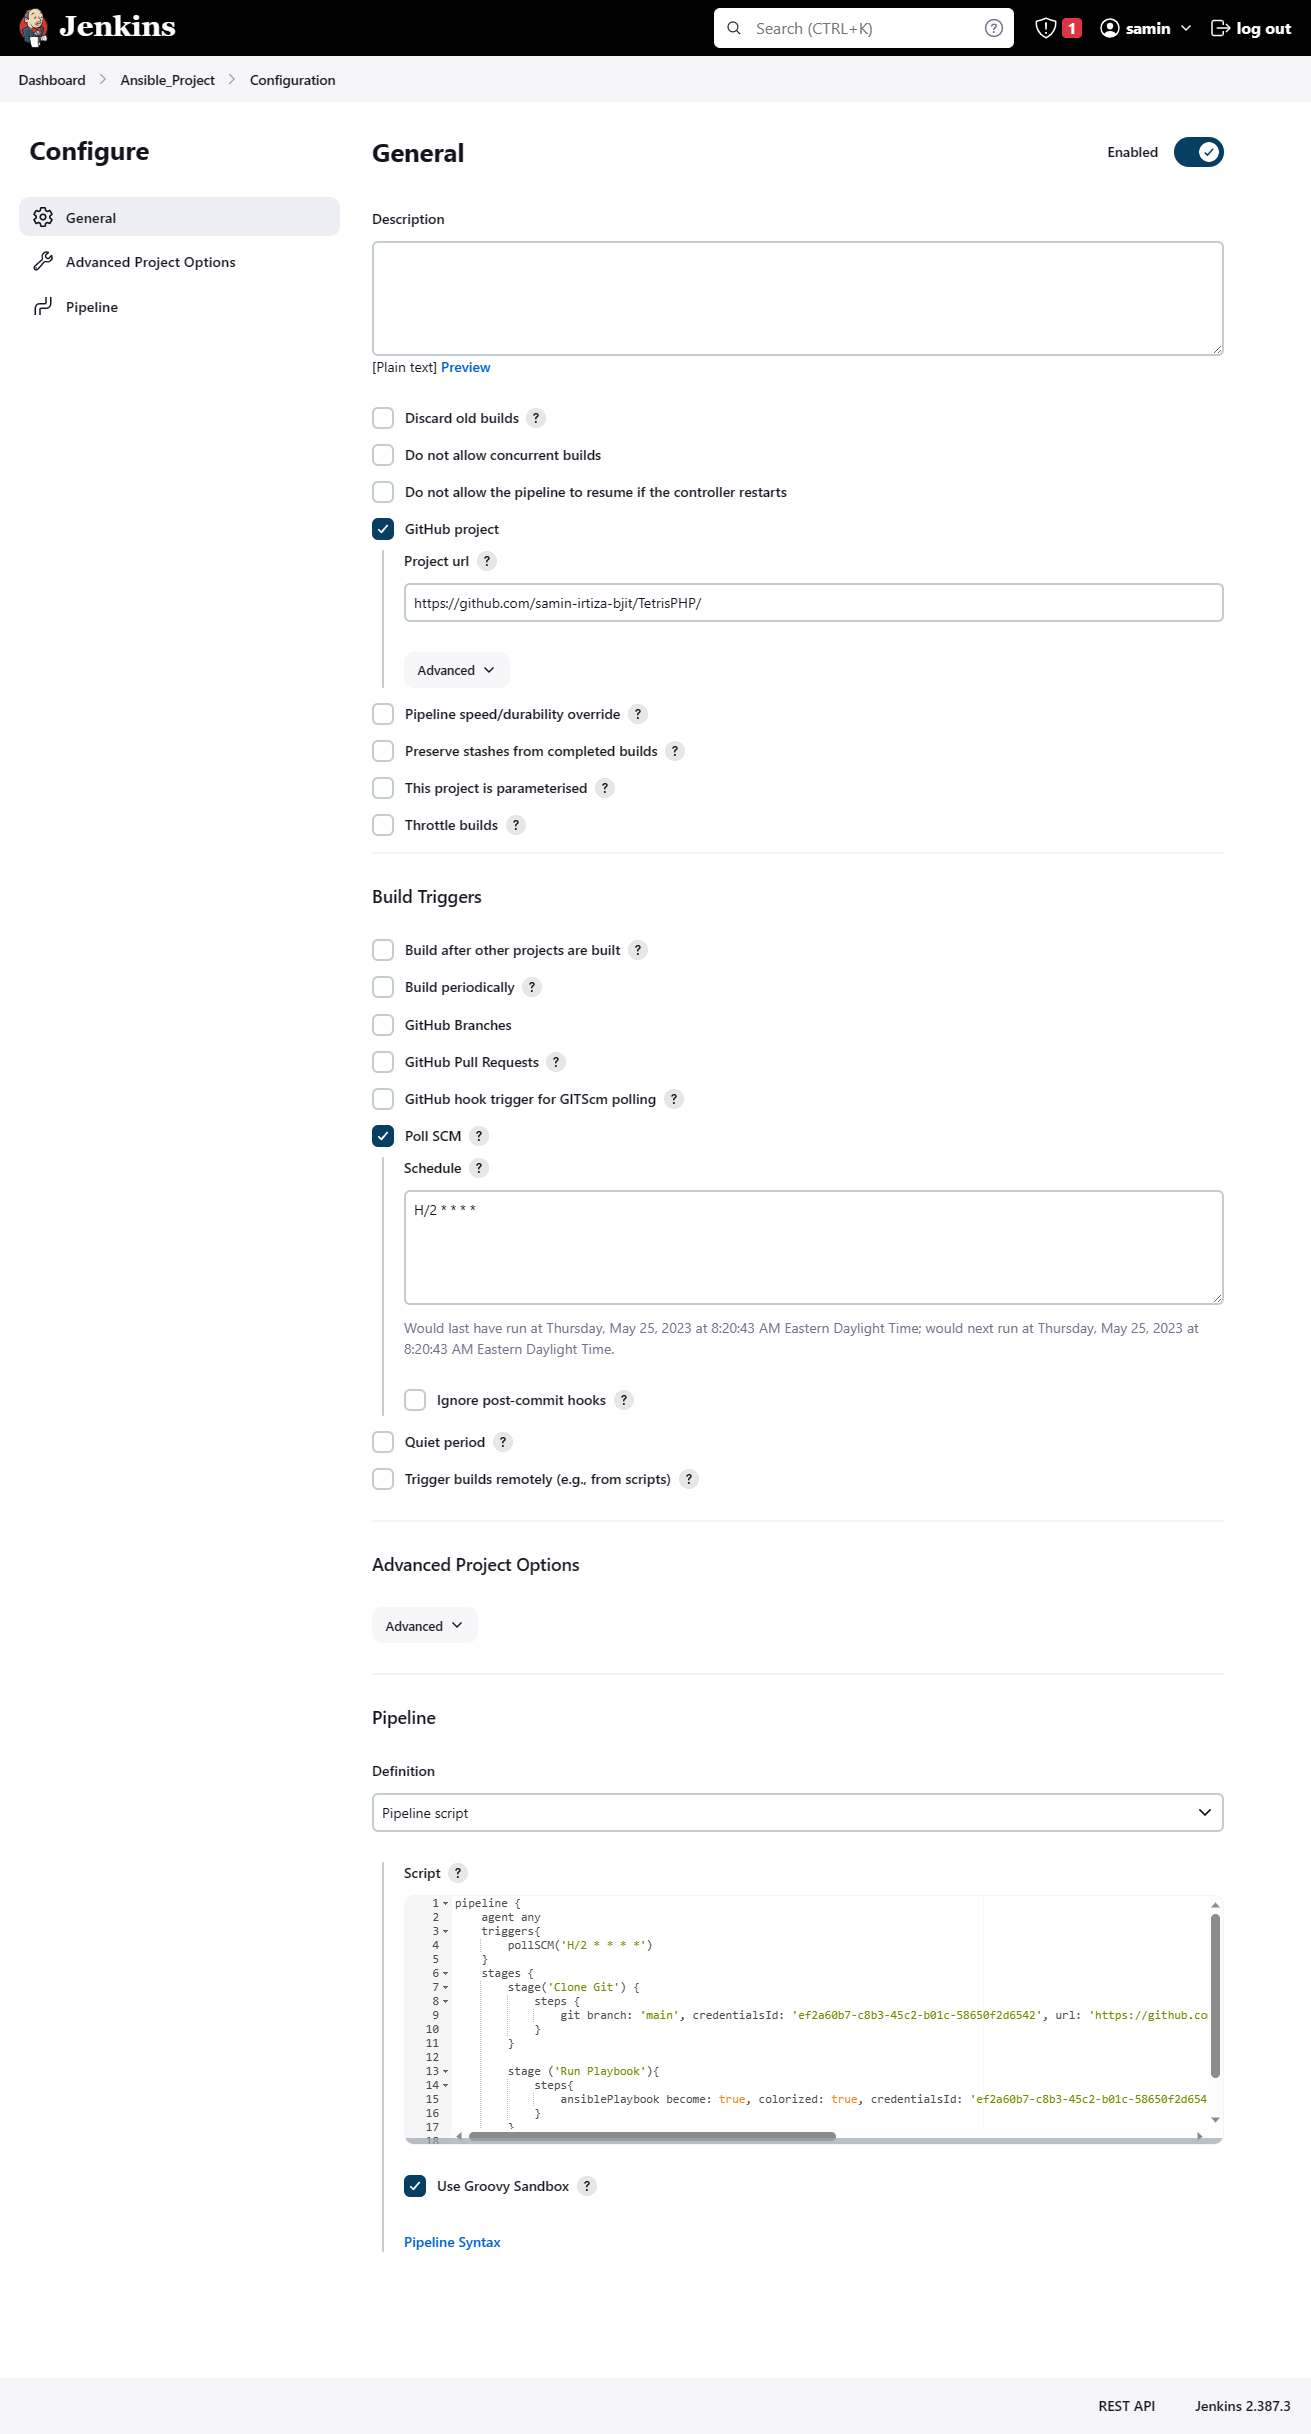 Jenkins
Search (CTRL+K)
1
samin
log out
Dashboard
Ansible_Project
Configuration
Configure
General
Advanced Project Options
Pipeline
General
Enabled
Description
[Plain text] Preview
Discard old builds ?
Do not allow concurrent builds
Do not allow the pipeline to resume if the controller restarts
GitHub project
Project url ?
https://github.com/samin-irtiza-bjit/TetrisPHP/
Advanced
Pipeline speed/durability override ?
Preserve stashes from completed builds ?
This project is parameterised ?
Throttle builds ?
Build Triggers
Build after other projects are built ?
Build periodically ?
GitHub Branches
GitHub Pull Requests ?
GitHub hook trigger for GITScm polling ?
Poll SCM ?
Schedule ?
H/2 * * * *
Would last have run at Thursday, May 25, 2023 at 8:20:43 AM Eastern Daylight Time; would next run at Thursday, May 25, 2023 at
8:20:43 AM Eastern Daylight Time.
Ignore post-commit hooks ?
Quiet period ?
Trigger builds remotely (e.g., from scripts) ?
Advanced Project Options
Advanced
Pipeline
Definition
Pipeline script
Script ?
1 pipeline {
2 agent any
3 triggers{
4 pollSCM('H/2 * * * *')
5 }
6 stages {
7 stage('Clone Git') {
8 steps {
9 git branch: 'main', credentialsId: 'ef2a60b7-c8b3-45c2-b01c-58650f2d6542', url: 'https://github.co
10 }
11 }
12
13 stage ('Run Playbook'){
14 steps{
15 ansiblePlaybook become: true, colorized: true, credentialsId: 'ef2a60b7-c8b3-45c2-b01c-58650f2d654
16 }
17 }
18
Use Groovy Sandbox ?
Pipeline Syntax
REST API
Jenkins 2.387.3